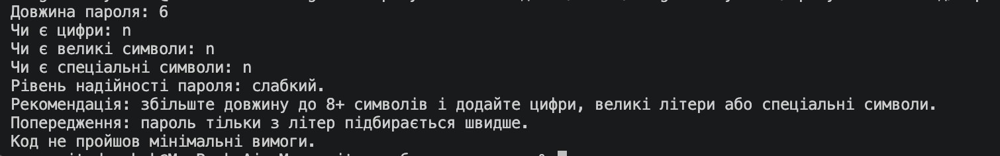 Довжина пароля: 6
Чи є цифри: n
Чи є великі символи: n
Чи є спеціальні символи: n
Рівень надійності пароля: слабкий.
Рекомендація: збільште довжину до 8+ символів і додайте цифри, великі літери або спеціальні символи.
Попередження: пароль тільки з літер підбирається швидше.
Код не пройшов мінімальні вимоги.